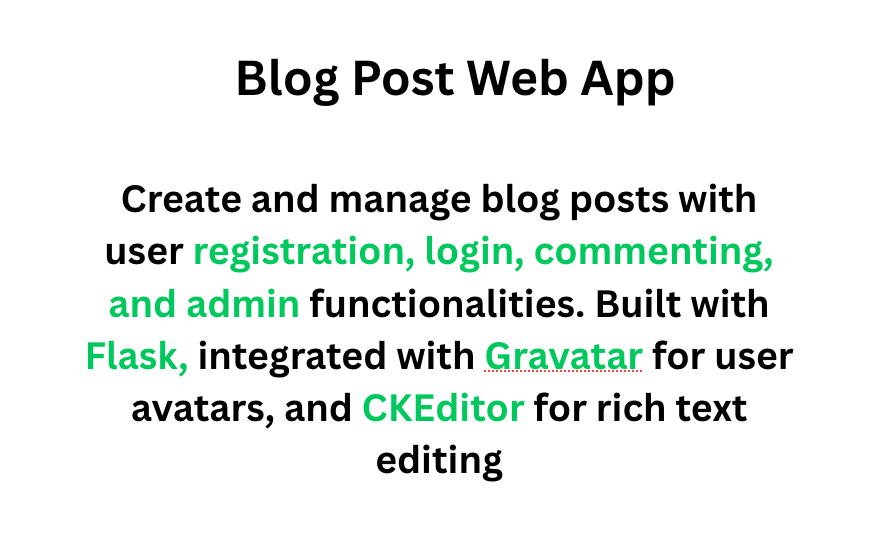 Blog Post Web App
Create and manage blog posts with
user registration, login, commenting,
and admin functionalities. Built with
Flask, integrated with Gravatar for user
avatars, and CKEditor for rich text
editing